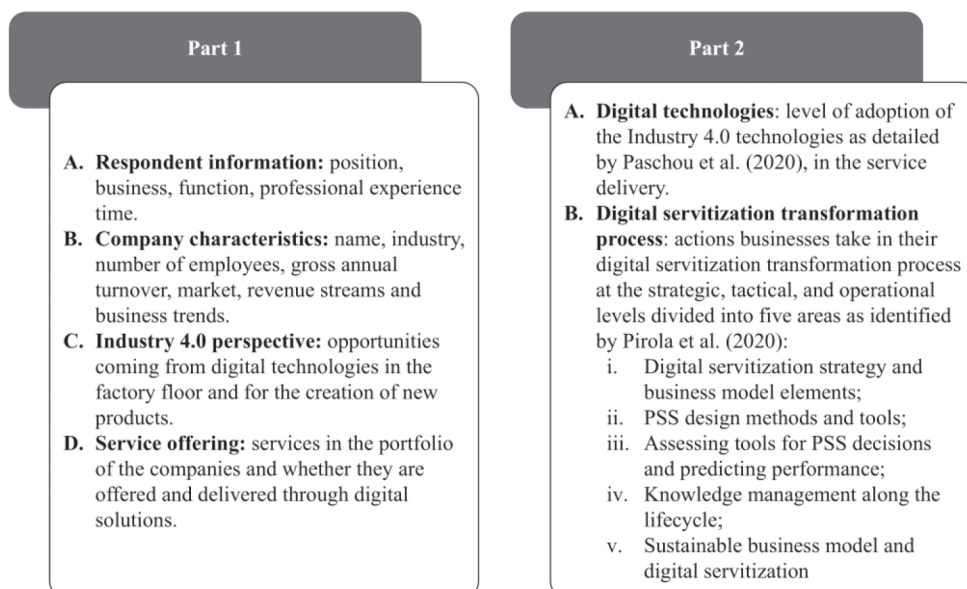 Part 1
A. Respondent information: position,
business, function, professional experience
time.
B. Company characteristics: name, industry,
number of employees, gross annual
turnover, market, revenue streams and
business trends.
C. Industry 4.0 perspective: opportunities
coming from digital technologies in the
factory floor and for the creation of new
products.
D. Service offering: services in the portfolio
of the companies and whether they are
offered and delivered through digital
solutions.
Part 2
A. Digital technologies: level of adoption of
the Industry 4.0 technologies as detailed
by Paschou et al. (2020), in the service
delivery.
B. Digital servitization transformation
process: actions businesses take in their
digital servitization transformation process
at the strategic, tactical, and operational
levels divided into five areas as identified
by Pirola et al. (2020):
i. Digital servitization strategy and
business model elements;
ii. PSS design methods and tools;
iii. Assessing tools for PSS decisions
and predicting performance;
iv. Knowledge management along the
lifecycle;
v. Sustainable business model and
digital servitization